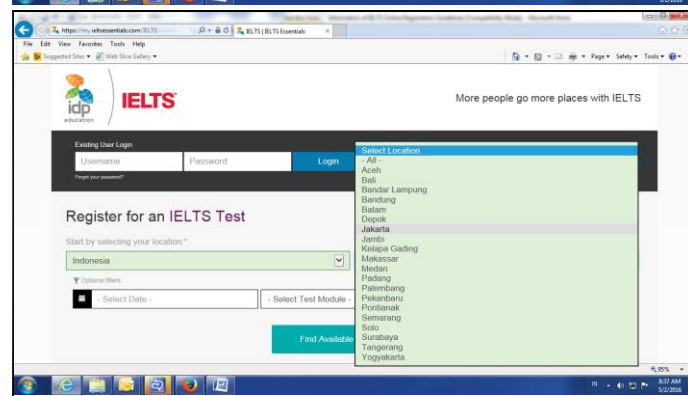 https://my.ieltsessentials.com/IELTS
IELTS | IELTS Essentials
File Edit View Favorites Tools Help
Suggested Sites Web Slice Gallery
Page Safety Tools
idp
education
IELTS
More people go more places with IELTS
Existing User Login
Username Password Login
Forgot your password?
Register for an IELTS Test
Start by selecting your location:*
Indonesia
Optional filters
- Select Date - - Select Test Module -
Find Available
Select Location
- All -
Aceh
Bali
Bandar Lampung
Bandung
Batam
Depok
Jakarta
Jambi
Kelapa Gading
Makassar
Medan
Padang
Palembang
Pekanbaru
Pontianak
Semarang
Solo
Surabaya
Tangerang
Yogyakarta
95%
IN
8:37 AM
5/2/2016